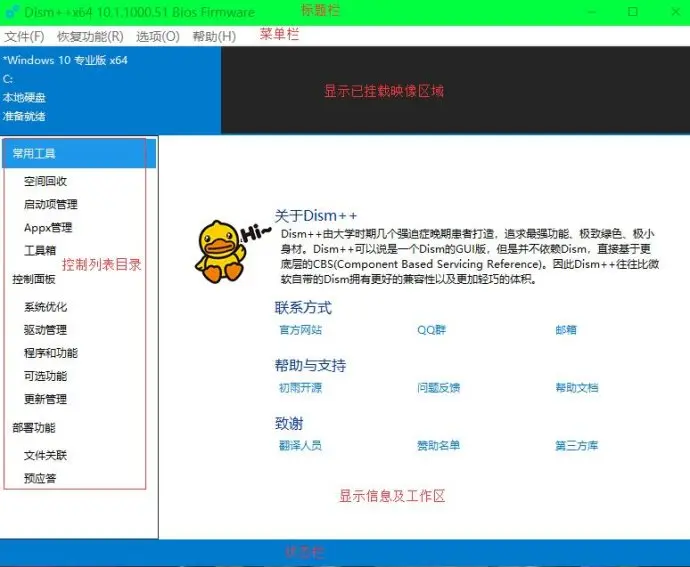 Dism++x64 10.1.1000.51 Bios Firmware
标题栏
文件(F) 恢复功能(R) 选项(O) 帮助(H)
菜单栏
*Windows 10 专业版 x64
C:
本地硬盘
准备就绪
显示已挂载映像区域
常用工具
空间回收
启动项管理
Appx管理
工具箱
控制列表目录
控制面板
系统优化
驱动管理
程序和功能
可选功能
更新管理
部署功能
文件关联
预应答
Hi~
关于Dism++
Dism++由大学时期几个强迫症晚期患者打造，追求最强功能、极致绿色、极小
身材。Dism++可以说是一个Dism的GUI版，但是并不依赖Dism，直接基于更
底层的CBS(Component Based Servicing Reference)。因此Dism++往往比微
软自带的Dism拥有更好的兼容性以及更加轻巧的体积。
联系方式
官方网站 QQ群 邮箱
帮助与支持
初雨开源 问题反馈 帮助文档
致谢
翻译人员 赞助名单 第三方库
显示信息及工作区
状态栏